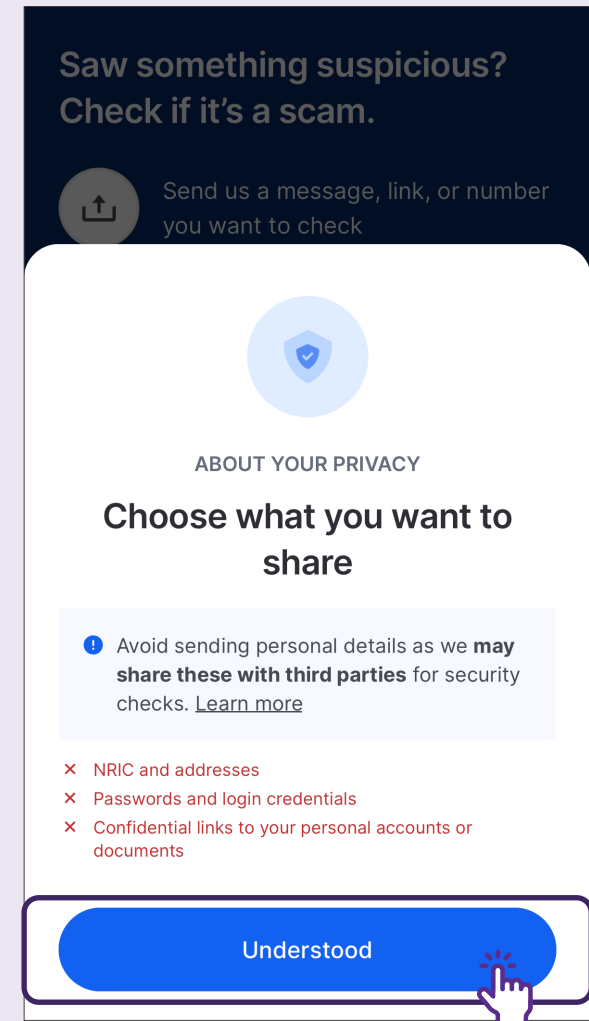 Saw something suspicious?
Check if it's a scam.
Send us a message, link, or number
you want to check
ABOUT YOUR PRIVACY
Choose what you want to
share
Avoid sending personal details as we may
share these with third parties for security
checks. Learn more
NRIC and addresses
Passwords and login credentials
Confidential links to your personal accounts or
documents
Understood